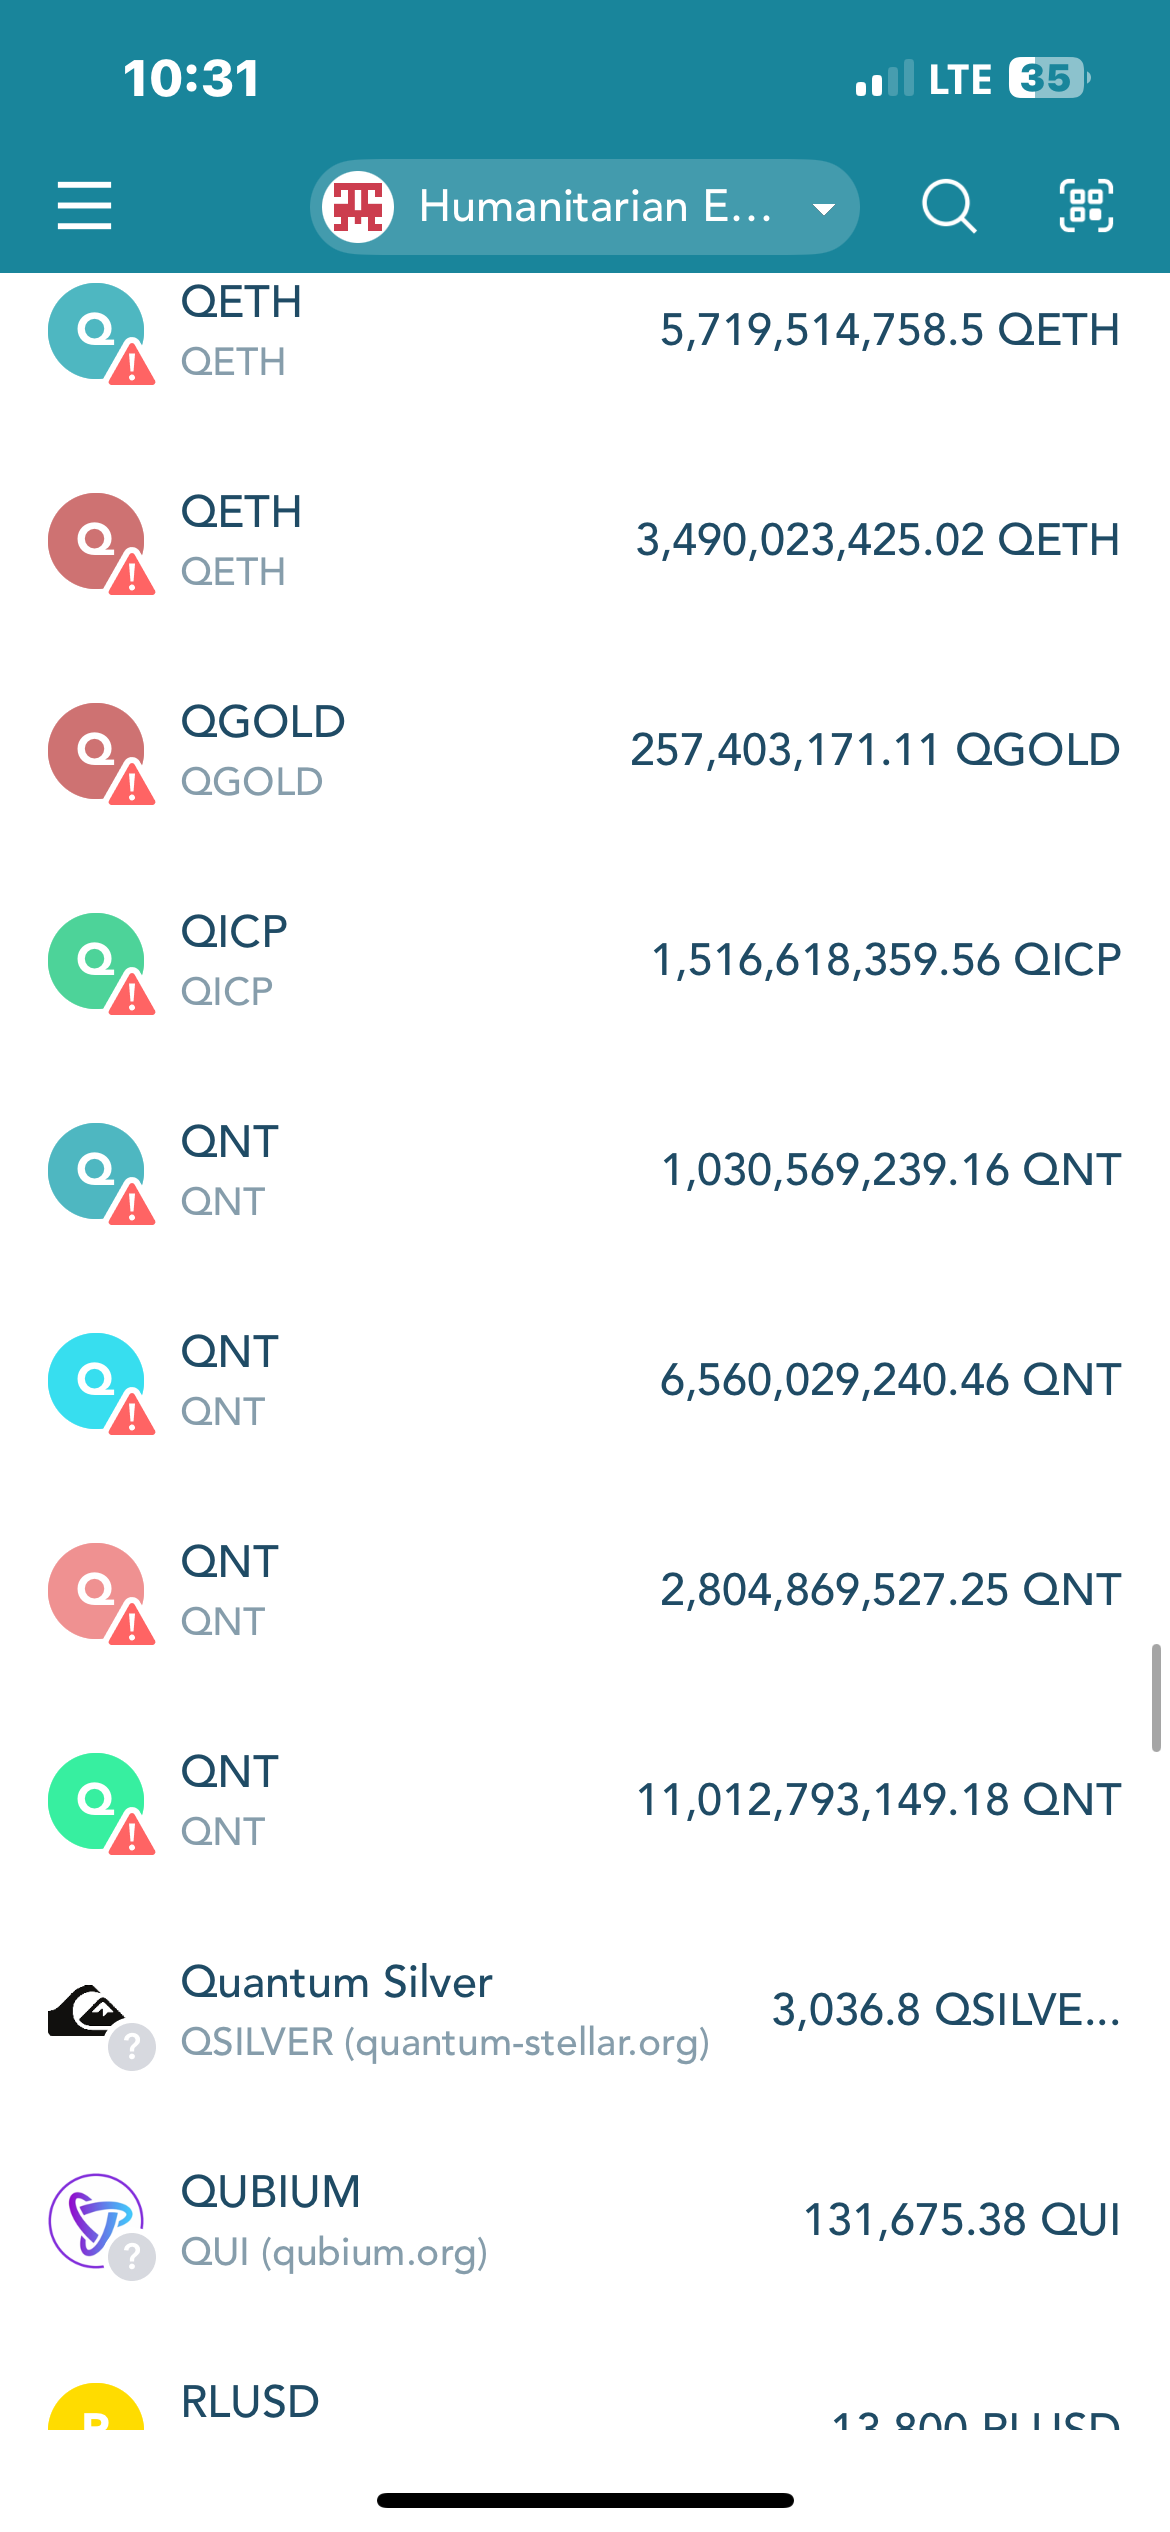 10:31
LTE 35
Humanitarian E...
Q
QETH
5,719,514,758.5 QETH
QETH
Q
QETH
3,490,023,425.02 QETH
QETH
Q
QGOLD
257,403,171.11 QGOLD
QGOLD
Q
QICP
1,516,618,359.56 QICP
QICP
Q
QNT
1,030,569,239.16 QNT
QNT
Q
QNT
6,560,029,240.46 QNT
QNT
Q
QNT
2,804,869,527.25 QNT
QNT
Q
QNT
11,012,793,149.18 QNT
QNT
Quantum Silver
3,036.8 QSILVE...
QSILVER (quantum-stellar.org)
QUBIUM
131,675.38 QUI
QUI (qubium.org)
R
RLUSD
13,800 RLUSD